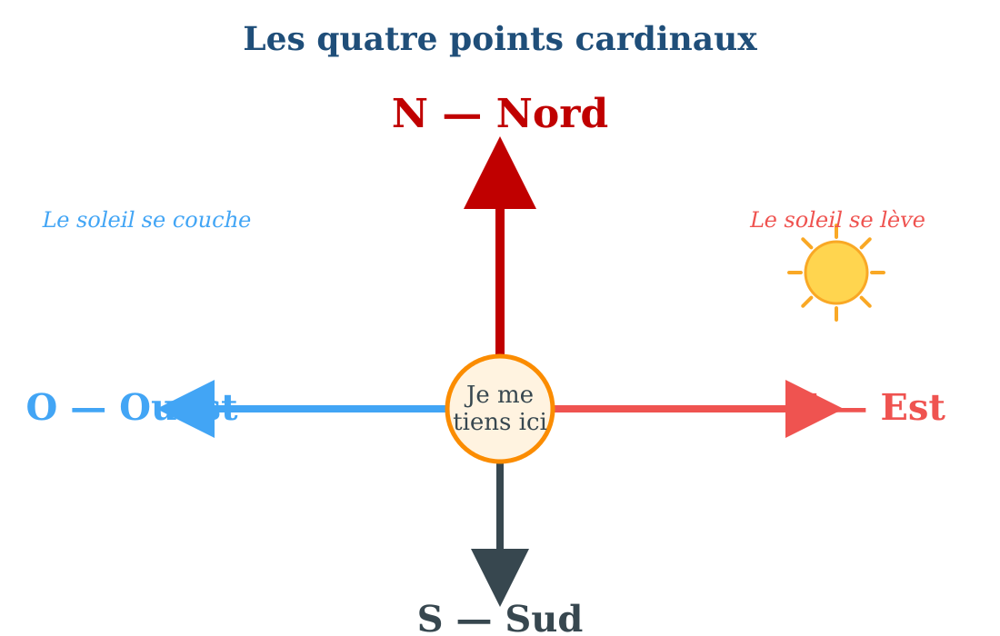 Les quatre points cardinaux
N — Nord
Le soleil se couche
Le soleil se lève
Je me
tiens ici
O — Ouest
— Est
S — Sud